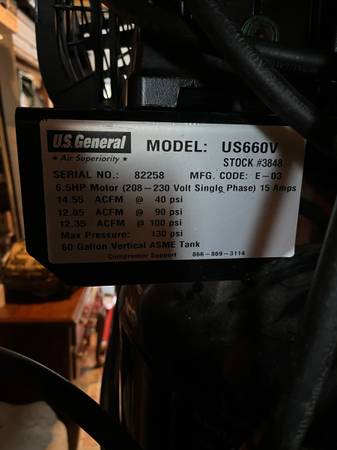 U.S. General
MODEL: US660V
★ Air Superiority ★
STOCK #3848
SERIAL NO.: 82258 MFG. CODE: E-03
6.5HP Motor (208-230 Volt Single Phase) 15 Amps
14.55 ACFM @ 40 psi
12.85 ACFM @ 90 psi
12.35 ACFM @ 100 psi
Max Pressure: 130 psi
60 Gallon Vertical ASME Tank
Compressor Support 866-869-3114